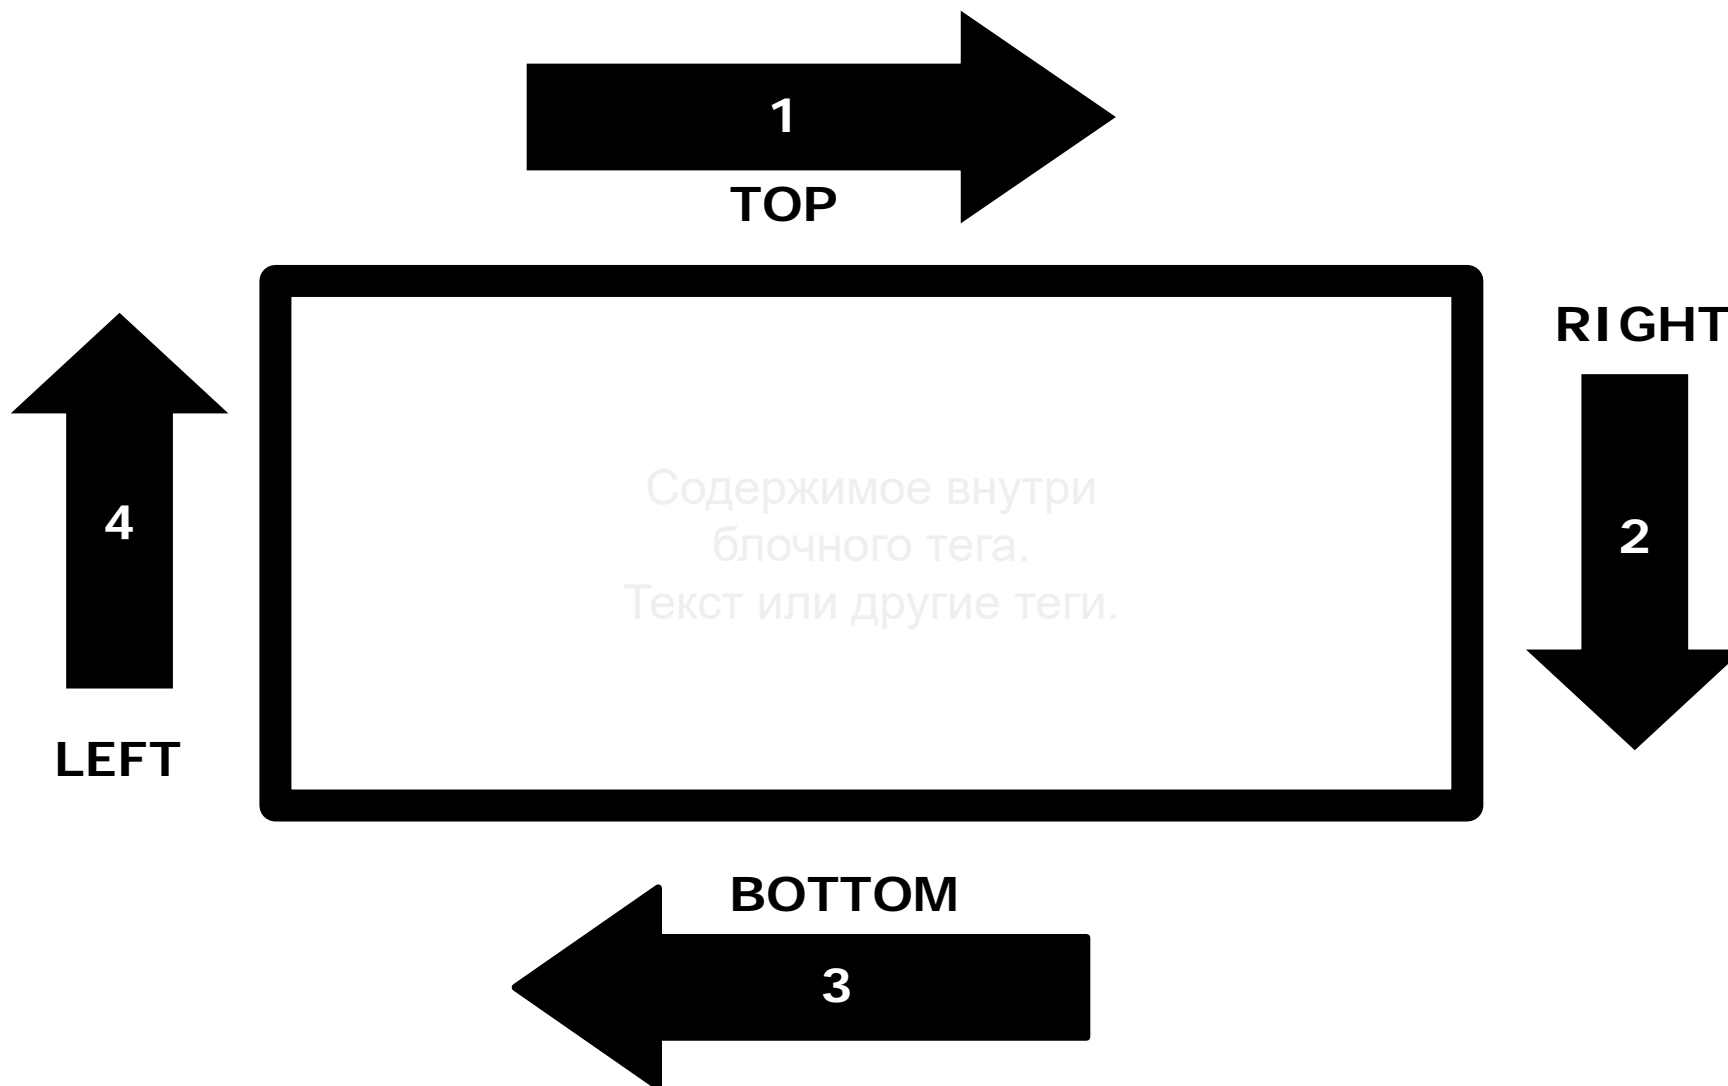 1
TOP
RIGHT
4
Содержимое внутри
блочного тега.
Текст или другие теги.
2
LEFT
BOTTOM
3